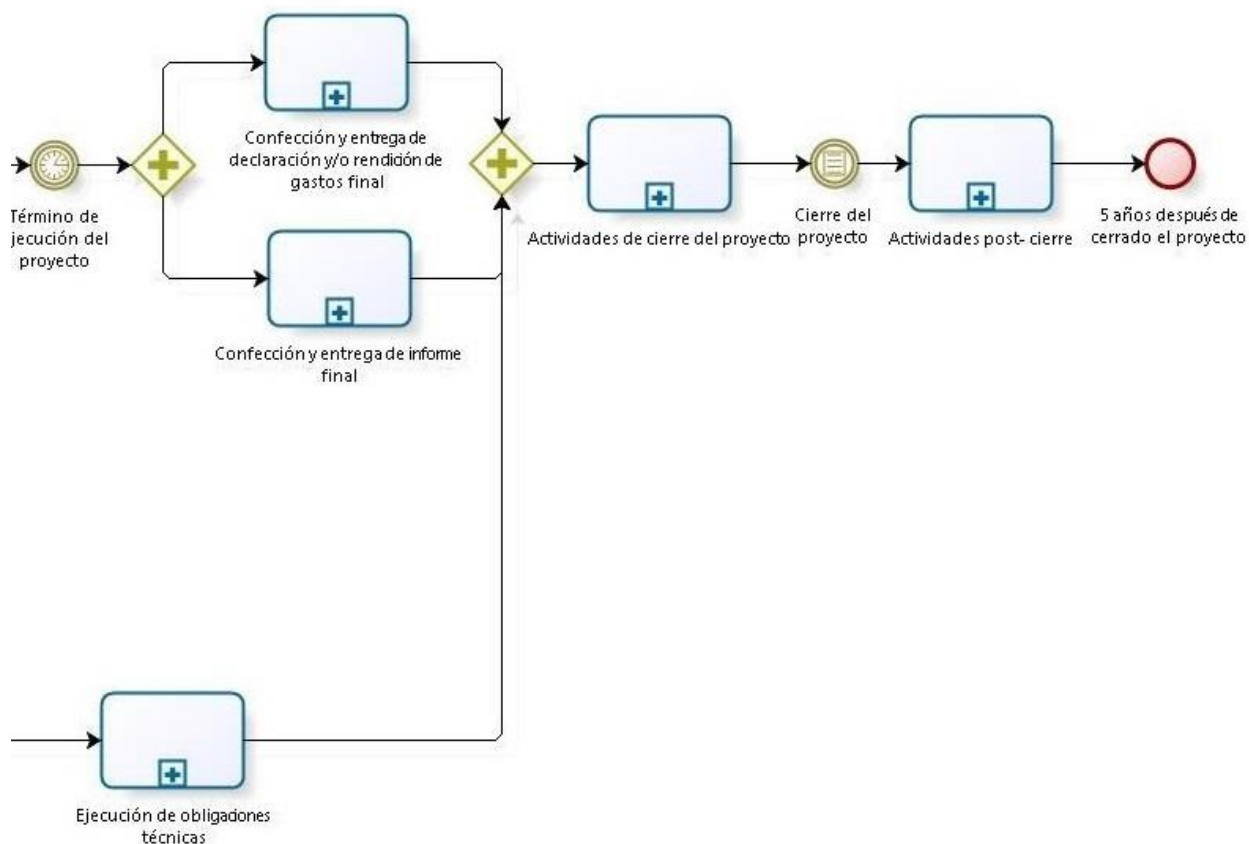 Confección y entrega de
declaración y/o rendición de
gastos final
Término de
jecución del
proyecto
Actividades de cierre del proyecto
Cierre del
proyecto
Actividades post- cierre
5 años después de
cerrado el proyecto
Confección y entrega de informe
final
Ejecución de obligaciones
técnicas